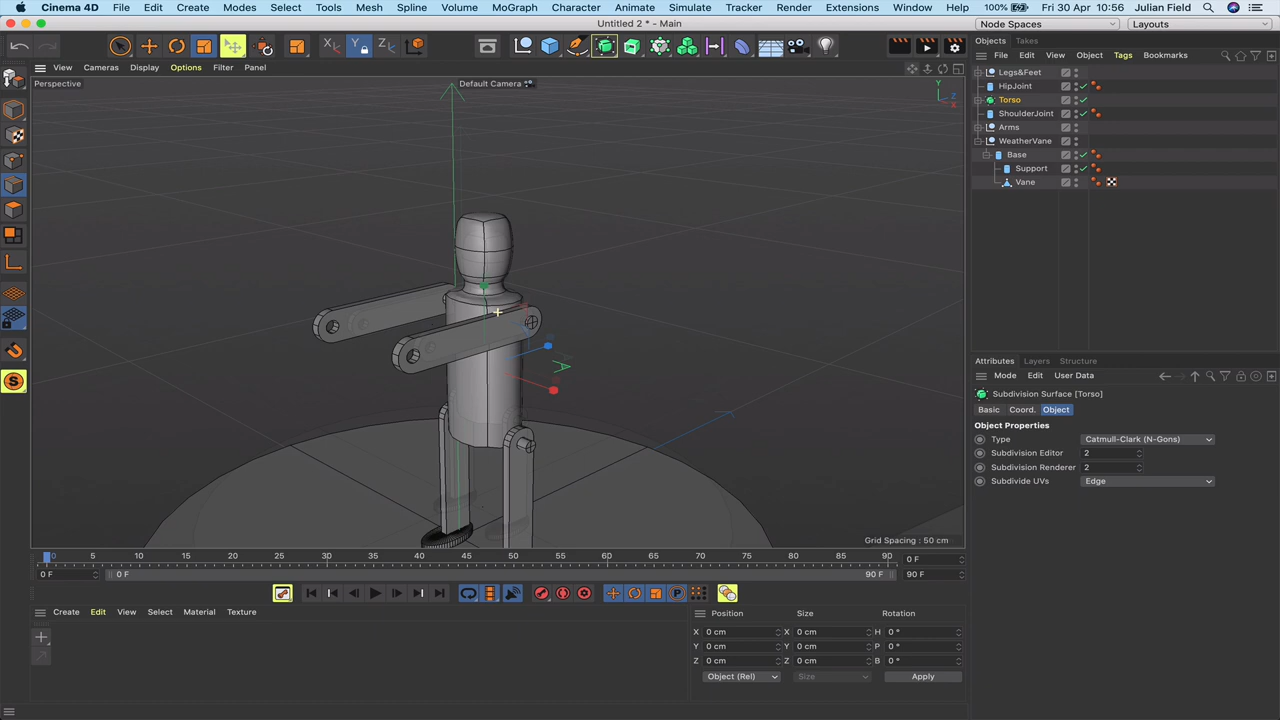 Cinema 4D File Edit Create Modes Select Tools Mesh Spline Volume MoGraph Character Animate Simulate Tracker Render Extensions Window Help 100% Fri 30 Apr 10:56 Julian Field
Untitled 2 * - Main
Node Spaces Layouts
X Y Z
Objects Takes
View Cameras Display Options Filter Panel
File Edit View Object Tags Bookmarks
Perspective
Default Camera
Y
Z
X
Legs&Feet
HipJoint
Torso
ShoulderJoint
Arms
WeatherVane
Base
Support
Vane
Attributes Layers Structure
Mode Edit User Data
Subdivision Surface [Torso]
Basic Coord. Object
Object Properties
Type Catmull-Clark (N-Gons)
Subdivision Editor 2
Subdivision Renderer 2
Subdivide UVs Edge
Grid Spacing : 50 cm
0 5 10 15 20 25 30 35 40 45 50 55 60 65 70 75 80 85 90 0 F
0 F 0 F 90 F 90 F
Create Edit View Select Material Texture
Position Size Rotation
X 0 cm X 0 cm H 0 °
Y 0 cm Y 0 cm P 0 °
Z 0 cm Z 0 cm B 0 °
Object (Rel) Size Apply